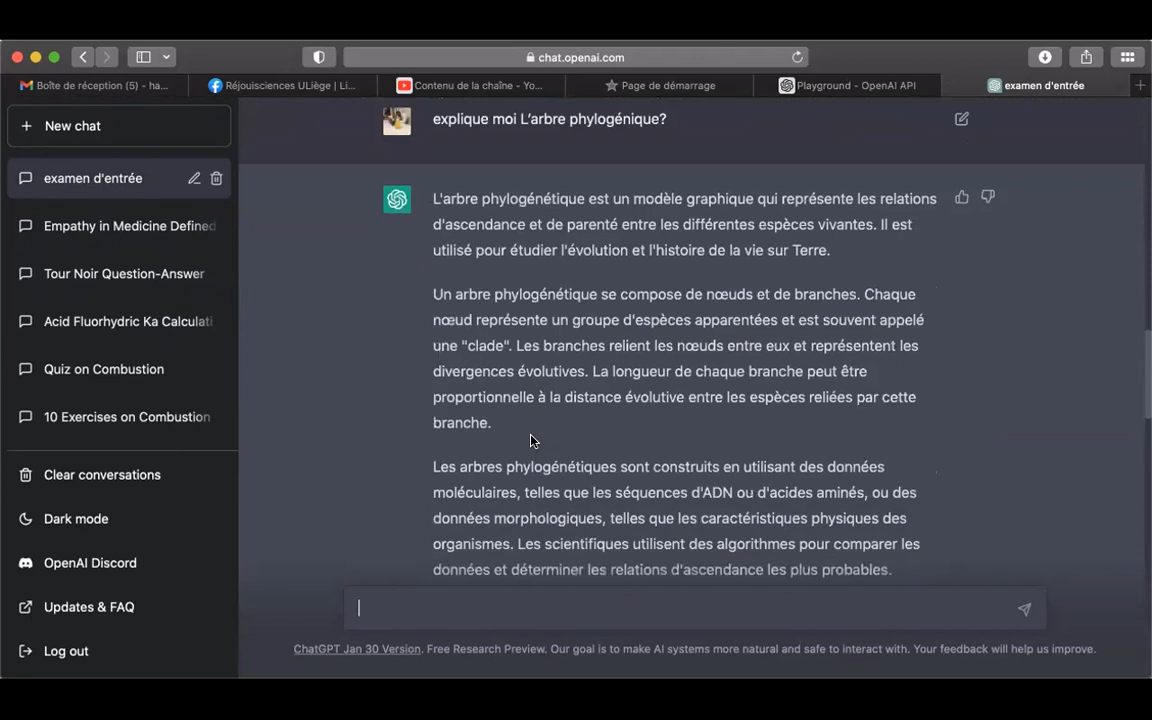 chat.openai.com
Boîte de réception (5) - ha...
Réjouisciences ULiège | Li...
Contenu de la chaîne - Yo...
Page de démarrage
Playground - OpenAI API
examen d'entrée
New chat
examen d'entrée
Empathy in Medicine Defined
Tour Noir Question-Answer
Acid Fluorhydric Ka Calculati
Quiz on Combustion
10 Exercises on Combustion
Clear conversations
Dark mode
OpenAI Discord
Updates & FAQ
Log out
explique moi L'arbre phylogénique?
L'arbre phylogénétique est un modèle graphique qui représente les relations
d'ascendance et de parenté entre les différentes espèces vivantes. Il est
utilisé pour étudier l'évolution et l'histoire de la vie sur Terre.
Un arbre phylogénétique se compose de nœuds et de branches. Chaque
nœud représente un groupe d'espèces apparentées et est souvent appelé
une "clade". Les branches relient les nœuds entre eux et représentent les
divergences évolutives. La longueur de chaque branche peut être
proportionnelle à la distance évolutive entre les espèces reliées par cette
branche.
Les arbres phylogénétiques sont construits en utilisant des données
moléculaires, telles que les séquences d'ADN ou d'acides aminés, ou des
données morphologiques, telles que les caractéristiques physiques des
organismes. Les scientifiques utilisent des algorithmes pour comparer les
données et déterminer les relations d'ascendance les plus probables.
ChatGPT Jan 30 Version. Free Research Preview. Our goal is to make AI systems more natural and safe to interact with. Your feedback will help us improve.